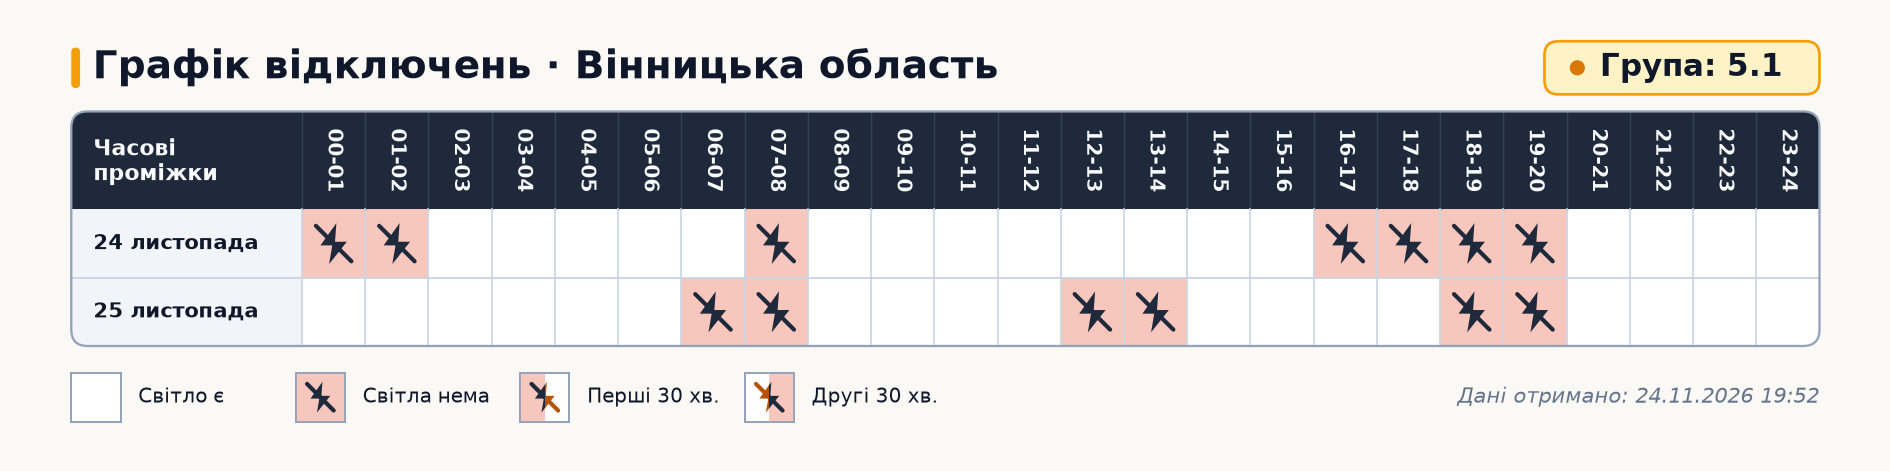 Графік відключень · Вінницька область
Група: 5.1
Часові
проміжки
00-01 01-02 02-03 03-04 04-05 05-06 06-07 07-08 08-09 09-10 10-11 11-12 12-13 13-14 14-15 15-16 16-17 17-18 18-19 19-20 20-21 21-22 22-23 23-24
24 листопада
25 листопада
Світло є
Світла нема
Перші 30 хв.
Другі 30 хв.
Дані отримано: 24.11.2026 19:52